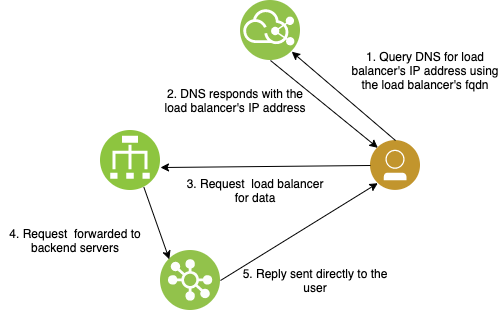 1. Query DNS for load
balancer's IP address using
the load balancer's fqdn
2. DNS responds with the
load balancer's IP address
3. Request load balancer
for data
4. Request forwarded to
backend servers
5. Reply sent directly to the
user